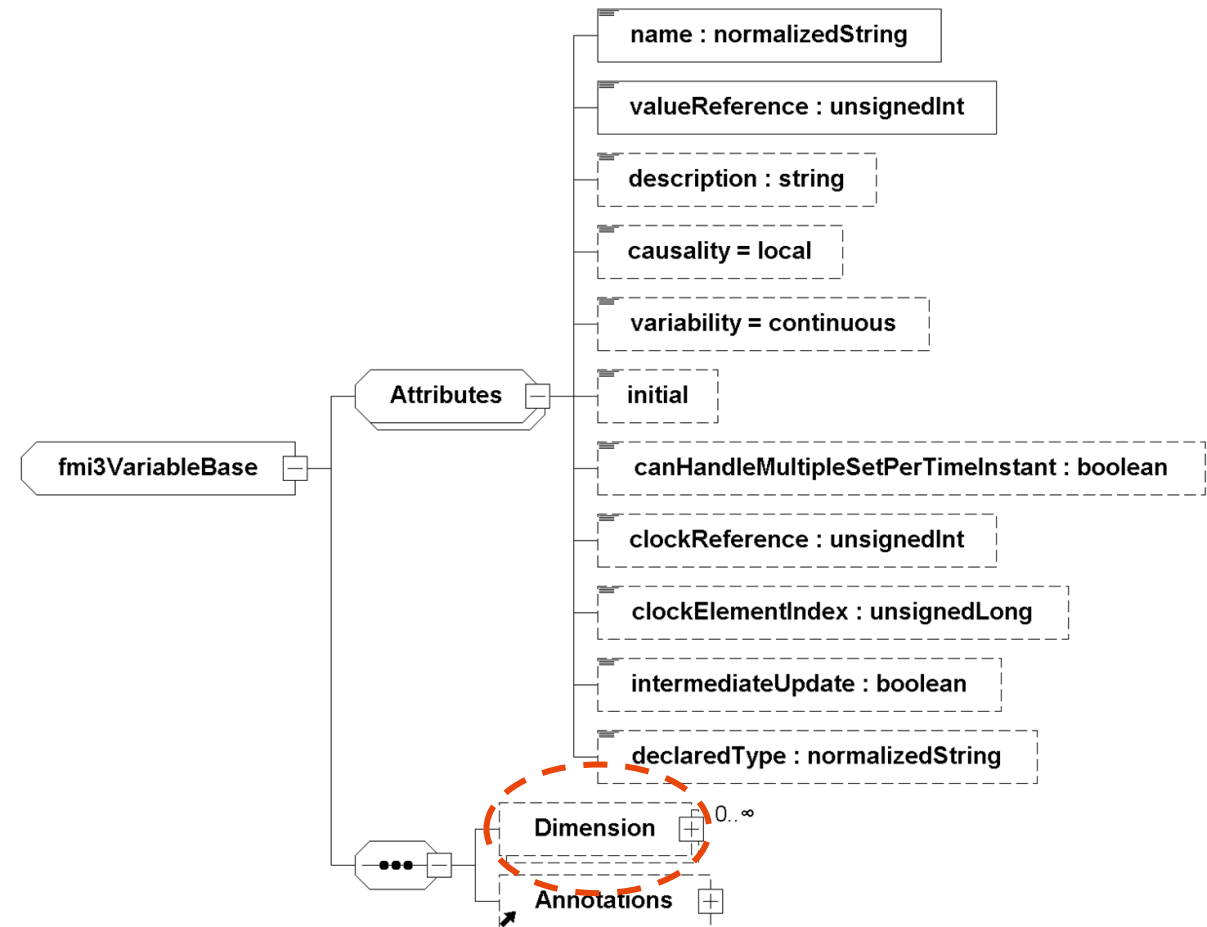 name : normalizedString
valueReference : unsignedInt
description : string
causality = local
variability = continuous
Attributes
initial
fmi3VariableBase
canHandleMultipleSetPerTimeInstant : boolean
clockReference : unsignedInt
clockElementIndex : unsignedLong
intermediateUpdate : boolean
declaredType : normalizedString
Dimension
0..∞
Annotations